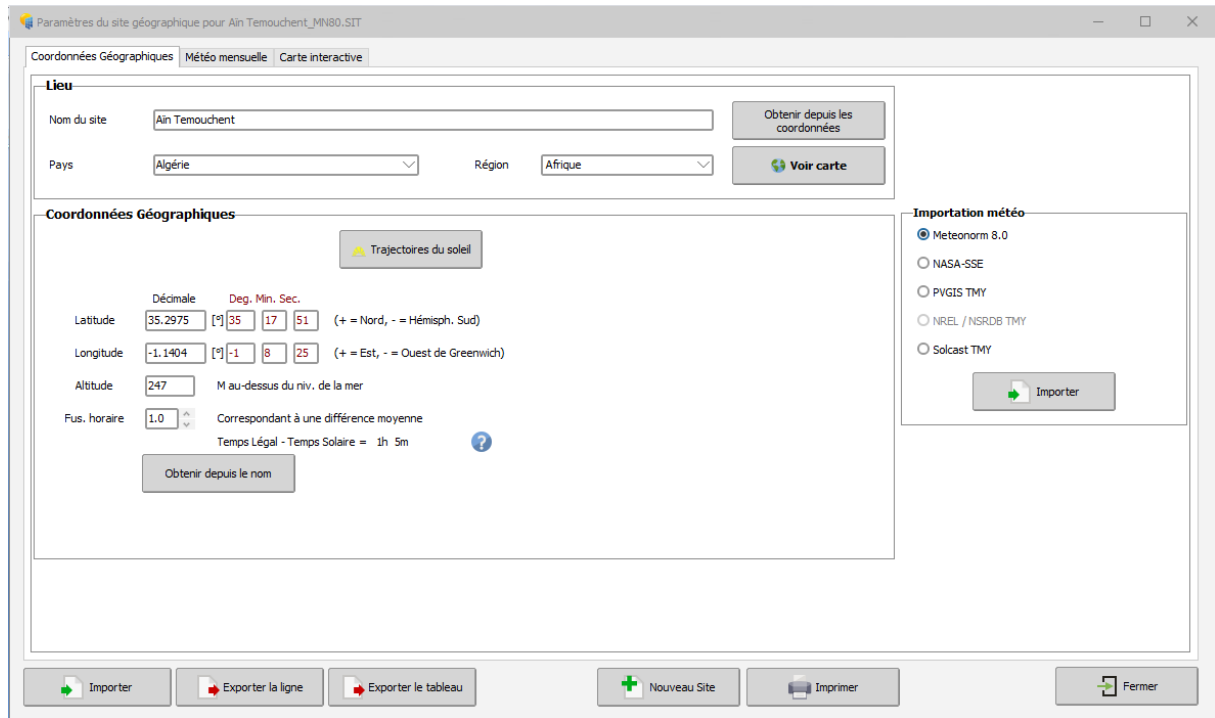 Paramètres du site géographique pour Aïn Temouchent_MN80.SIT
Coordonnées Géographiques Météo mensuelle Carte interactive
Lieu
Nom du site Aïn Temouchent Obtenir depuis les coordonnées
Pays Algérie Région Afrique Voir carte
Coordonnées Géographiques
Trajectoires du soleil
Décimale Deg. Min. Sec.
Latitude 35.2975 [°] 35 17 51 (+ = Nord, - = Hémisph. Sud)
Longitude -1.1404 [°] -1 8 25 (+ = Est, - = Ouest de Greenwich)
Altitude 247 M au-dessus du niv. de la mer
Fus. horaire 1.0 Correspondant à une différence moyenne
Temps Légal - Temps Solaire = 1h 5m ?
Obtenir depuis le nom
Importation météo
Meteonorm 8.0
NASA-SSE
PVGIS TMY
NREL / NSRDB TMY
Solcast TMY
Importer
Importer Exporter la ligne Exporter le tableau Nouveau Site Imprimer Fermer